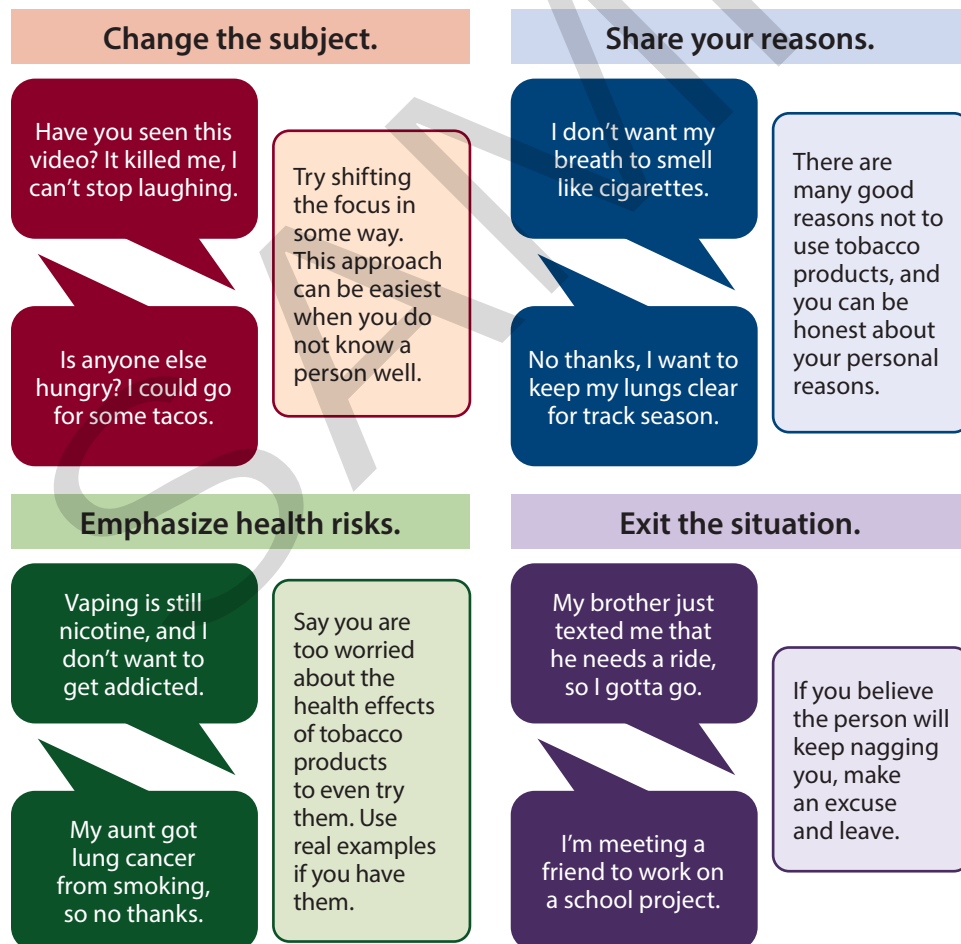 Change the subject.
Have you seen this
video? It killed me, I
can't stop laughing.
Is anyone else
hungry? I could go
for some tacos.
Try shifting
the focus in
some way.
This approach
can be easiest
when you do
not know a
person well.
Share your reasons.
I don't want my
breath to smell
like cigarettes.
No thanks, I want to
keep my lungs clear
for track season.
There are
many good
reasons not to
use tobacco
products, and
you can be
honest about
your personal
reasons.
Emphasize health risks.
Vaping is still
nicotine, and I
don't want to
get addicted.
My aunt got
lung cancer
from smoking,
so no thanks.
Say you are
too worried
about the
health effects
of tobacco
products
to even try
them. Use
real examples
if you have
them.
Exit the situation.
My brother just
texted me that
he needs a ride,
so I gotta go.
I'm meeting a
friend to work on
a school project.
If you believe
the person will
keep nagging
you, make
an excuse
and leave.